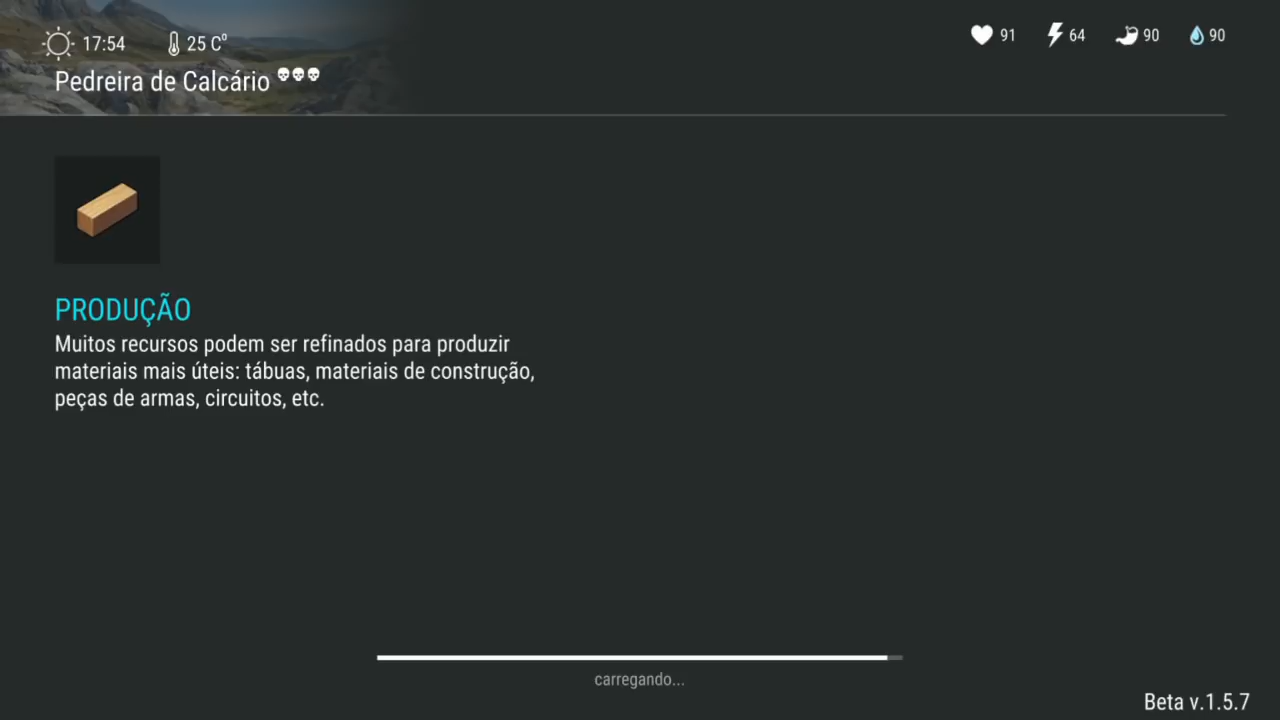 17:54 25 Cº
91 64 90 90
Pedreira de Calcário
PRODUÇÃO
Muitos recursos podem ser refinados para produzir
materiais mais úteis: tábuas, materiais de construção,
peças de armas, circuitos, etc.
carregando...
Beta v.1.5.7